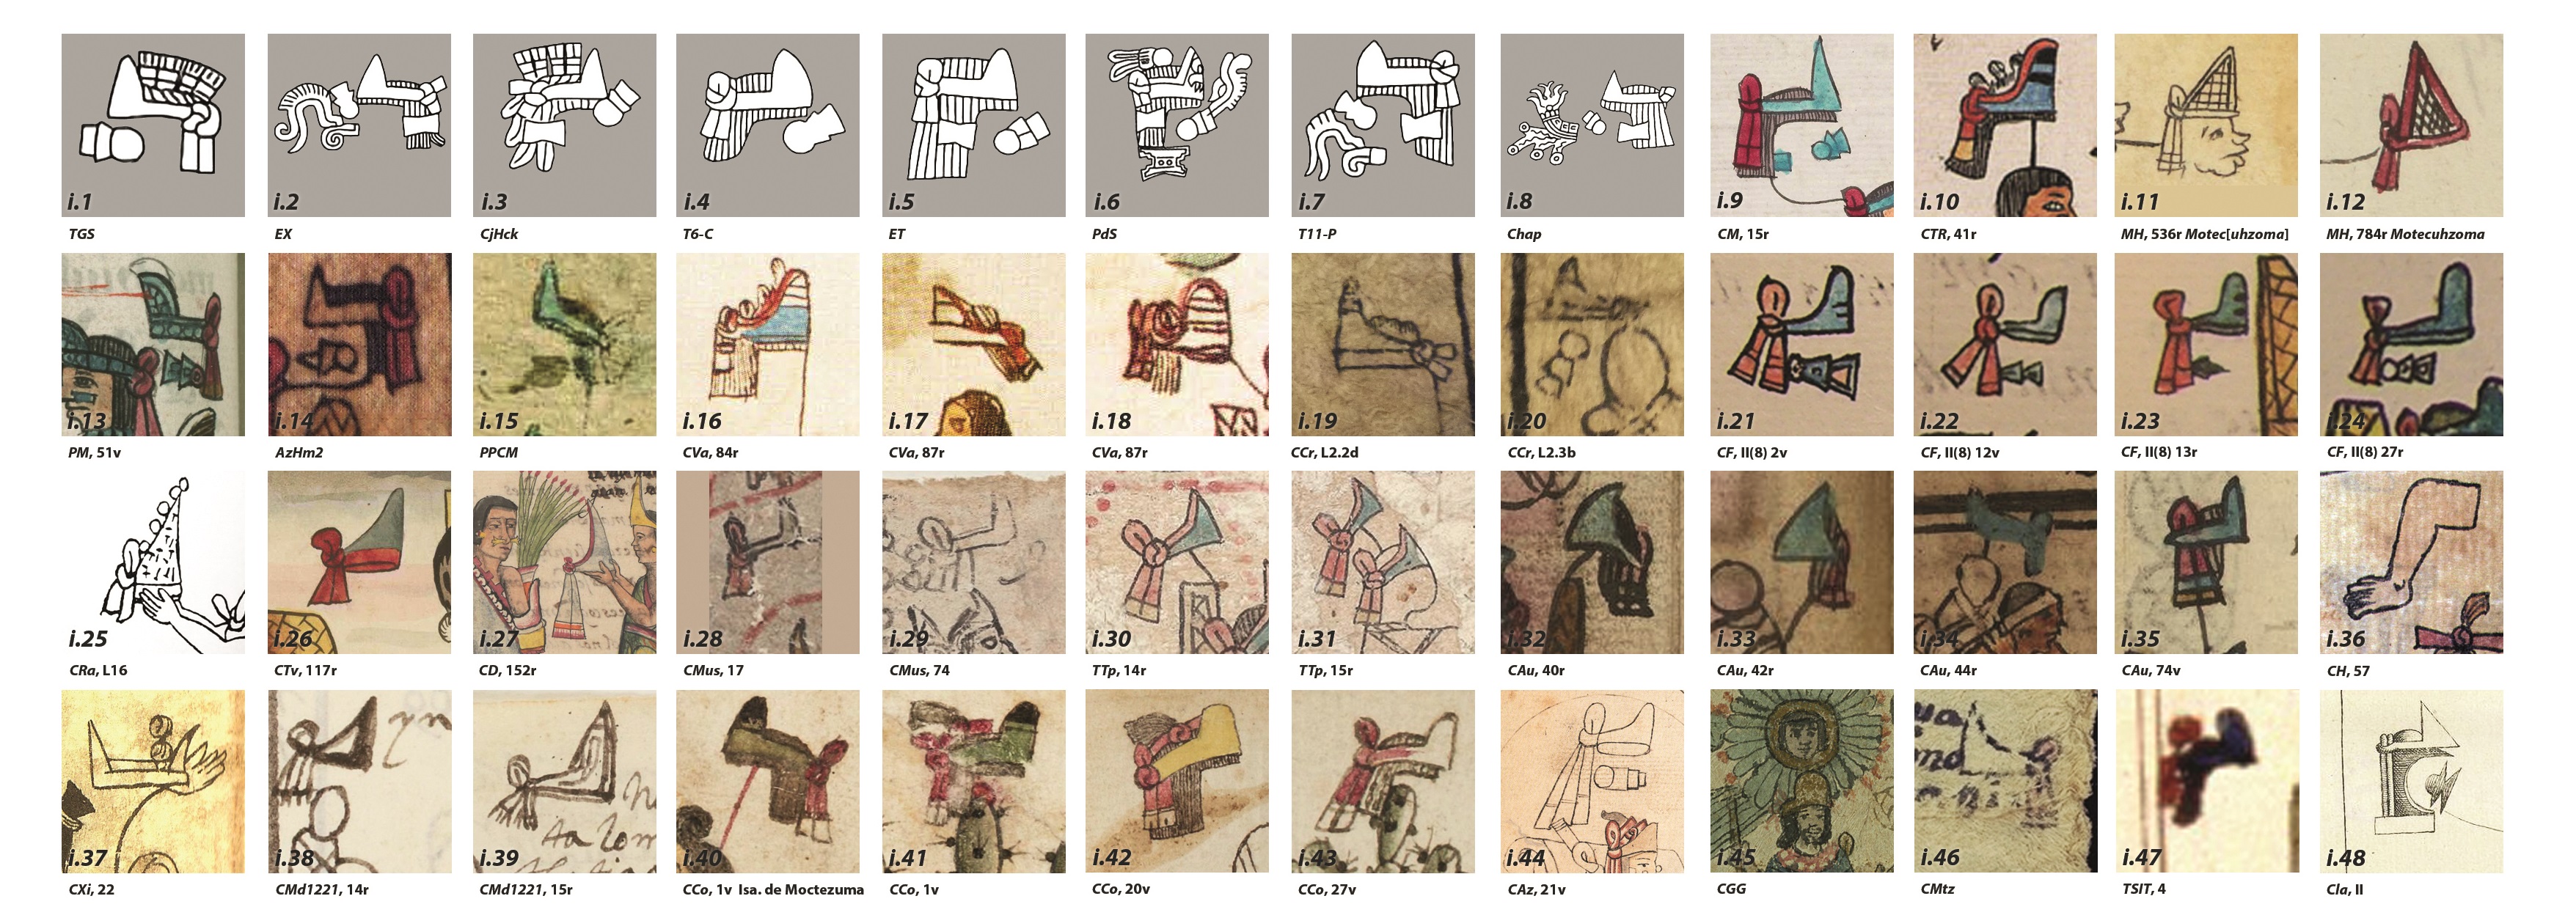 i.1 i.2 i.3 i.4 i.5 i.6 i.7 i.8 i.9 i.10 i.11 i.12
TGS EX CjHck T6-C ET PdS T11-P Chap CM, 15r CTR, 41r MH, 536r Motec[uhzoma] MH, 784r Motecuhzoma
i.13 i.14 i.15 i.16 i.17 i.18 i.19 i.20 i.21 i.22 i.23 i.24
PM, 51v AzHm2 PPCM CVa, 84r CVa, 87r CVa, 87r CCr, L2.2d CCr, L2.3b CF, II(8) 2v CF, II(8) 12v CF, II(8) 13r CF, II(8) 27r
i.25 i.26 i.27 i.28 i.29 i.30 i.31 i.32 i.33 i.34 i.35 i.36
CRa, L16 CTv, 117r CD, 152r CMus, 17 CMus, 74 TTp, 14r TTp, 15r CAu, 40r CAu, 42r CAu, 44r CAu, 74v CH, 57
i.37 i.38 i.39 i.40 i.41 i.42 i.43 i.44 i.45 i.46 i.47 i.48
CXi, 22 CMd1221, 14r CMd1221, 15r CCo, 1v Isa. de Moctezuma CCo, 1v CCo, 20v CCo, 27v CAz, 21v CGG CMtz TSIT, 4 Cla, II